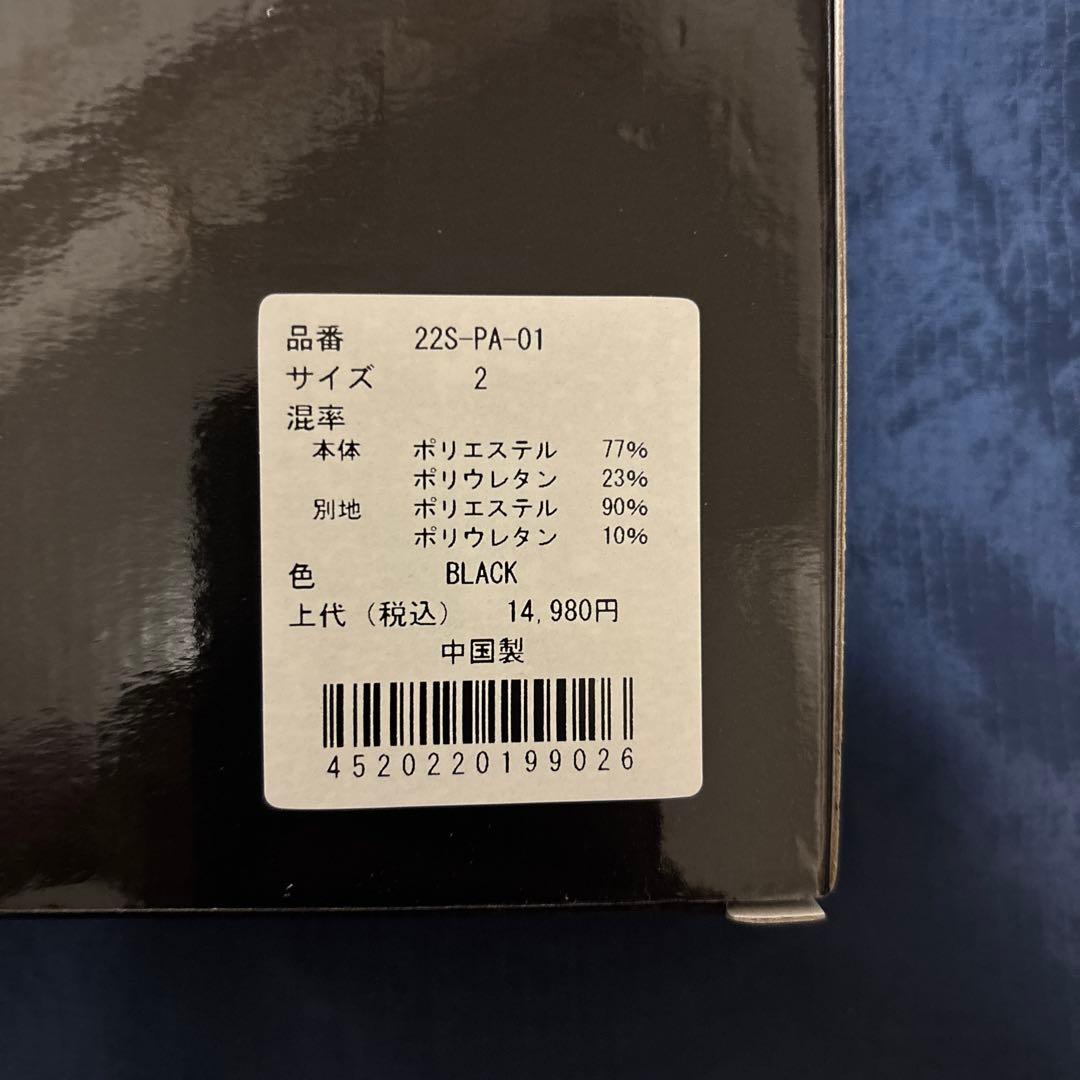 品番 22S-PA-01
サイズ 2
混率
本体 ポリエステル 77%
ポリウレタン 23%
別地 ポリエステル 90%
ポリウレタン 10%
色 BLACK
上代（税込） 14,980円
中国製
4520220199026